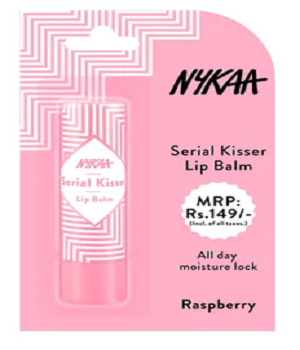 NYKAA
Serial Kisser
Lip Balm
MRP:
Rs.149/-
(Incl. of all taxes.)
All day
moisture lock
Raspberry
NYKAA
Serial Kisser
Lip Balm